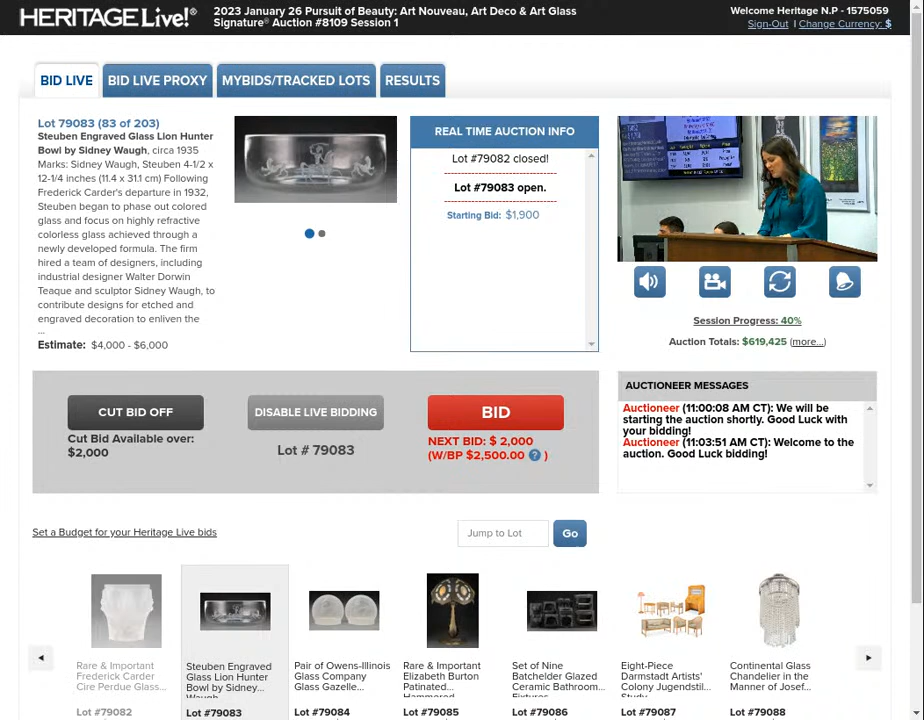 HERITAGE Live!®
2023 January 26 Pursuit of Beauty: Art Nouveau, Art Deco & Art Glass
Signature® Auction #8109 Session 1
Welcome Heritage N.P - 1575059
Sign-Out | Change Currency: $
BID LIVE
BID LIVE PROXY
MYBIDS/TRACKED LOTS
RESULTS
Lot 79083 (83 of 203)
Steuben Engraved Glass Lion Hunter
Bowl by Sidney Waugh, circa 1935
Marks: Sidney Waugh, Steuben 4-1/2 x
12-1/4 inches (11.4 x 31.1 cm) Following
Frederick Carder's departure in 1932,
Steuben began to phase out colored
glass and focus on highly refractive
colorless glass achieved through a
newly developed formula. The firm
hired a team of designers, including
industrial designer Walter Dorwin
Teaque and sculptor Sidney Waugh, to
contribute designs for etched and
engraved decoration to enliven the
...
Estimate: $4,000 - $6,000
REAL TIME AUCTION INFO
Lot #79082 closed!
Lot #79083 open.
Starting Bid: $1,900
Session Progress: 40%
Auction Totals: $619,425 (more...)
CUT BID OFF
Cut Bid Available over:
$2,000
DISABLE LIVE BIDDING
Lot # 79083
BID
NEXT BID: $ 2,000
(W/BP $2,500.00 ? )
AUCTIONEER MESSAGES
Auctioneer (11:00:08 AM CT): We will be
starting the auction shortly. Good Luck with
your bidding!
Auctioneer (11:03:51 AM CT): Welcome to the
auction. Good Luck bidding!
Set a Budget for your Heritage Live bids
Jump to Lot
Go
Rare & Important
Frederick Carder
Cire Perdue Glass...
Lot #79082
Steuben Engraved
Glass Lion Hunter
Bowl by Sidney...
Waugh
Lot #79083
Pair of Owens-Illinois
Glass Company
Glass Gazelle...
Lot #79084
Rare & Important
Elizabeth Burton
Patinated...
Hammered
Lot #79085
Set of Nine
Batchelder Glazed
Ceramic Bathroom...
Fixtures
Lot #79086
Eight-Piece
Darmstadt Artists'
Colony Jugendstil...
Study
Lot #79087
Continental Glass
Chandelier in the
Manner of Josef...
Lot #79088